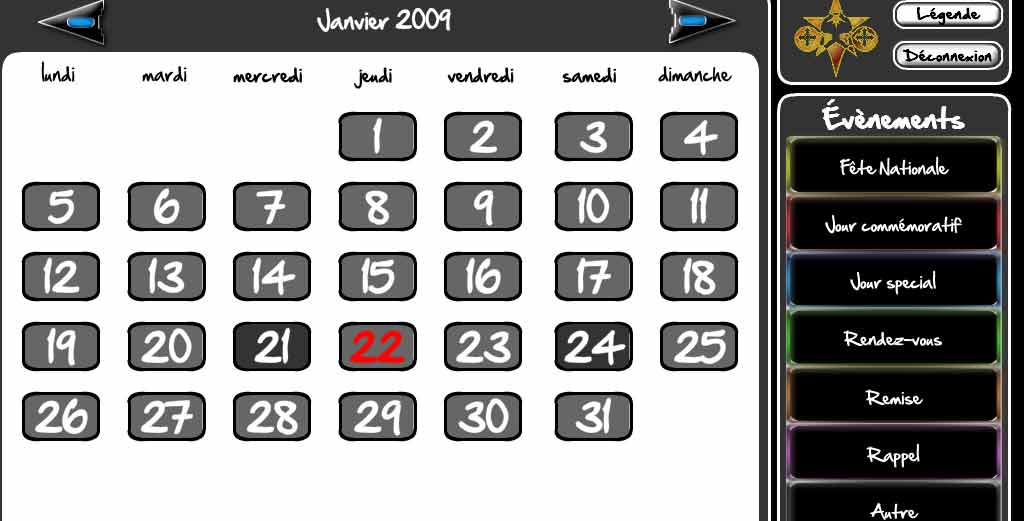 Janvier 2009
lundi mardi mercredi jeudi vendredi samedi dimanche
1 2 3 4
5 6 7 8 9 10 11
12 13 14 15 16 17 18
19 20 21 22 23 24 25
26 27 28 29 30 31
Légende
Déconnexion
Évènements
Fête Nationale
Jour commémoratif
Jour special
Rendez-vous
Remise
Rappel
Autre